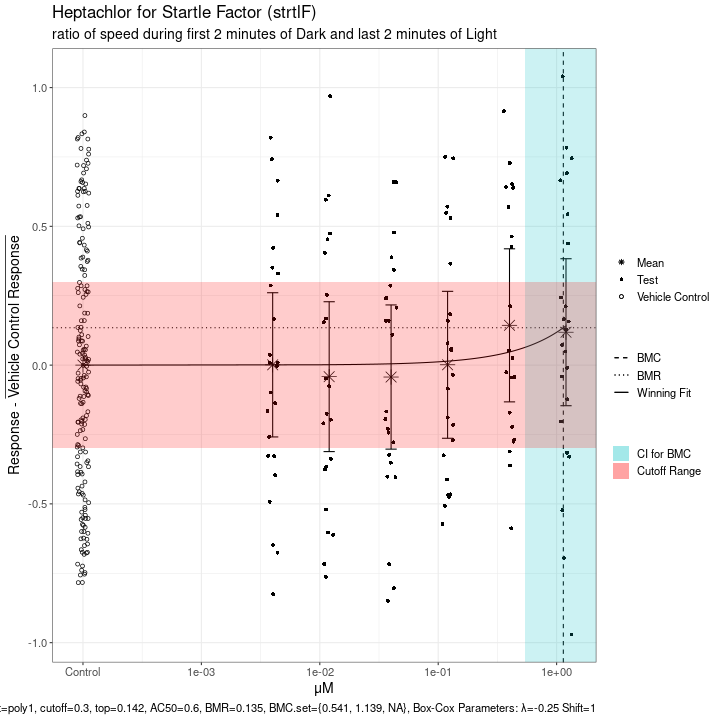 Heptachlor for Startle Factor (strtlF)
ratio of speed during first 2 minutes of Dark and last 2 minutes of Light
Response - Vehicle Control Response
1.0
0.5
0.0
-0.5
-1.0
Control
1e-03
1e-02
1e-01
1e+00
µM
Mean
Test
Vehicle Control
BMC
BMR
Winning Fit
CI for BMC
Cutoff Range
t=poly1, cutoff=0.3, top=0.142, AC50=0.6, BMR=0.135, BMC.set={0.541, 1.139, NA}, Box-Cox Parameters: λ=-0.25 Shift=1